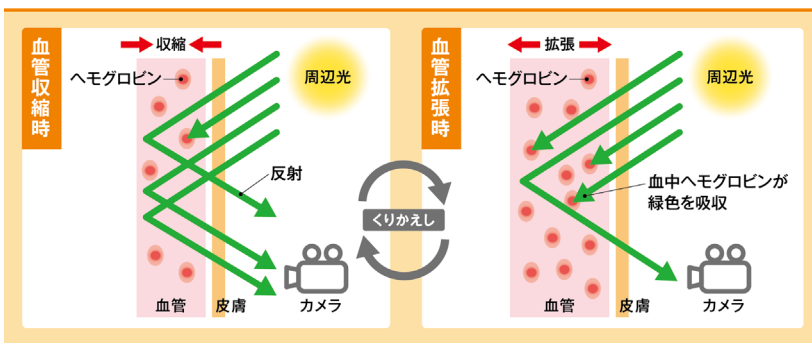 血管収縮時
収縮
ヘモグロビン
周辺光
反射
カメラ
血管
皮膚
くりかえし
血管拡張時
拡張
ヘモグロビン
周辺光
血中ヘモグロビンが
緑色を吸収
カメラ
血管
皮膚